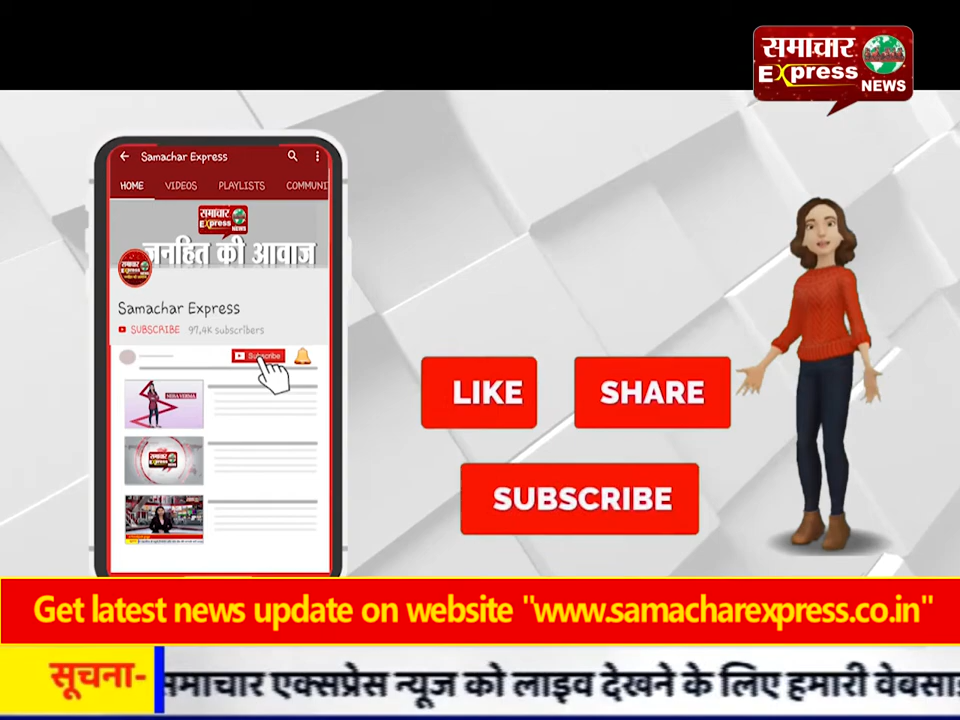 समाचार
Express
NEWS
Samachar Express
HOME VIDEOS PLAYLISTS COMMUNI
समाचार
Express
NEWS
जनहित की आवाज
Samachar Express
SUBSCRIBE 97.4K subscribers
Subscribe
LIKE SHARE
SUBSCRIBE
Get latest news update on website "www.samacharexpress.co.in"
सूचना- समाचार एक्सप्रेस न्यूज को लाइव देखने के लिए हमारी